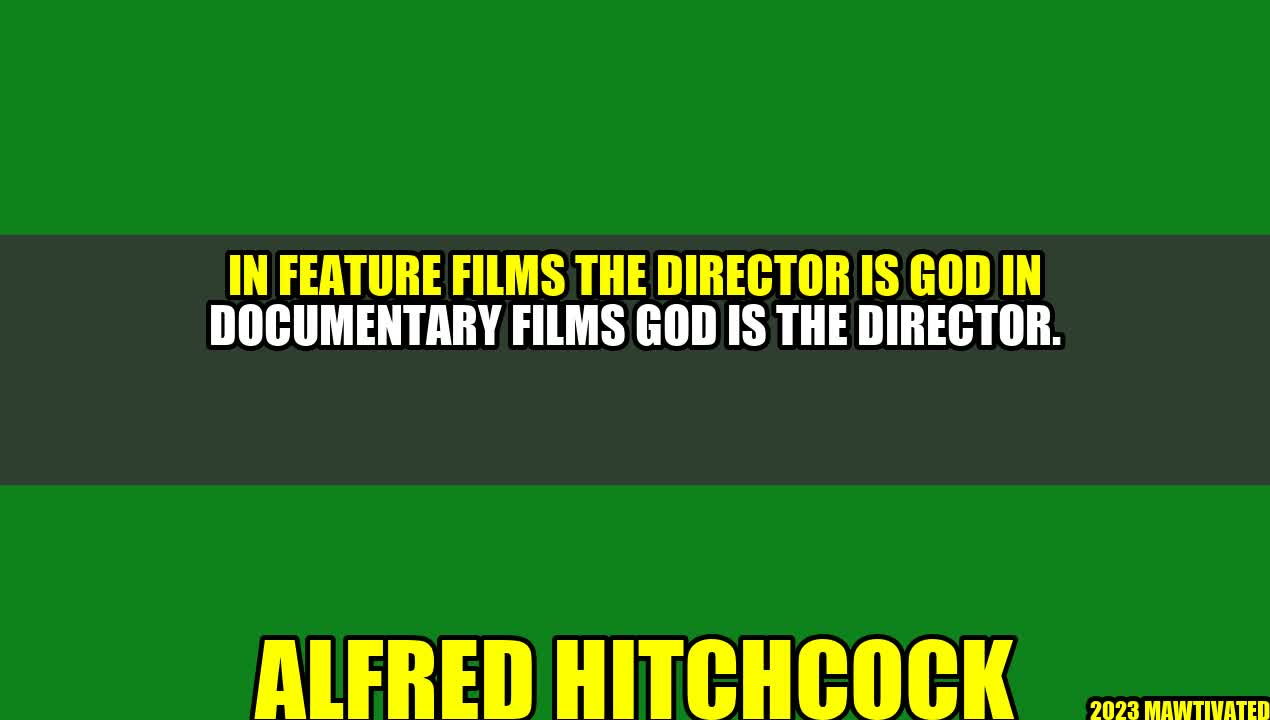 IN FEATURE FILMS THE DIRECTOR IS GOD IN
DOCUMENTARY FILMS GOD IS THE DIRECTOR.
ALFRED HITCHCOCK
2023 MAWTIVATED